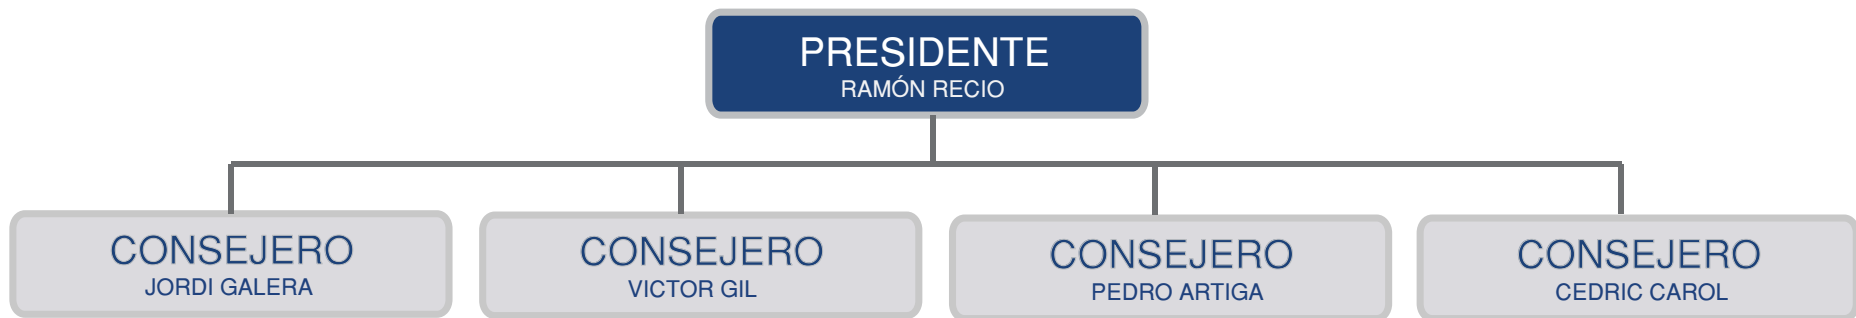 PRESIDENTE
RAMÓN RECIO
CONSEJERO
JORDI GALERA
CONSEJERO
VICTOR GIL
CONSEJERO
PEDRO ARTIGA
CONSEJERO
CEDRIC CAROL